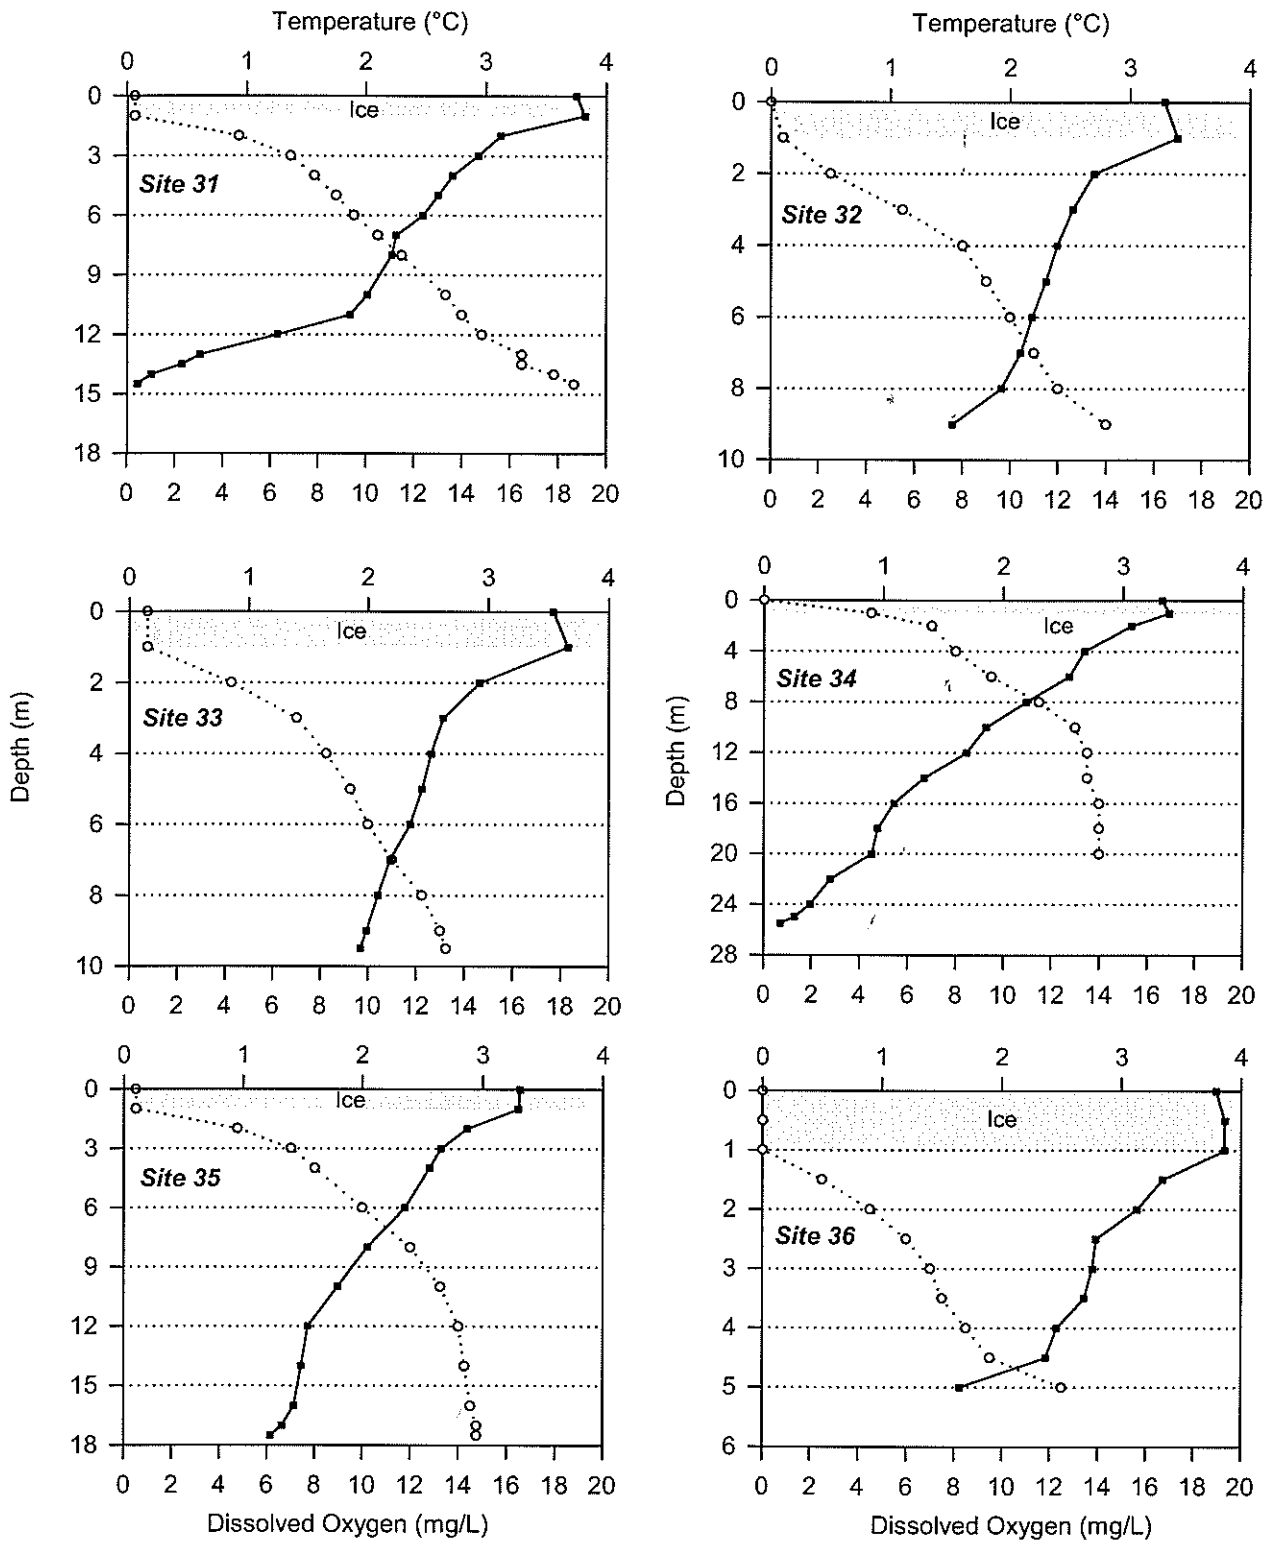 Temperature (°C)
0 1 2 3 4
0
3
6
9
12
15
18
Ice
Site 31
0 2 4 6 8 10 12 14 16 18 20
Temperature (°C)
0 1 2 3 4
0
2
4
6
8
10
Ice
Site 32
0 2 4 6 8 10 12 14 16 18 20
0 1 2 3 4
Depth (m)
0
2
4
6
8
10
Ice
Site 33
0 2 4 6 8 10 12 14 16 18 20
0 1 2 3 4
Depth (m)
0
4
8
12
16
20
24
28
Ice
Site 34
0 2 4 6 8 10 12 14 16 18 20
0 1 2 3 4
0
3
6
9
12
15
18
Ice
Site 35
0 2 4 6 8 10 12 14 16 18 20
Dissolved Oxygen (mg/L)
0 1 2 3 4
0
1
2
3
4
5
6
Ice
Site 36
0 2 4 6 8 10 12 14 16 18 20
Dissolved Oxygen (mg/L)